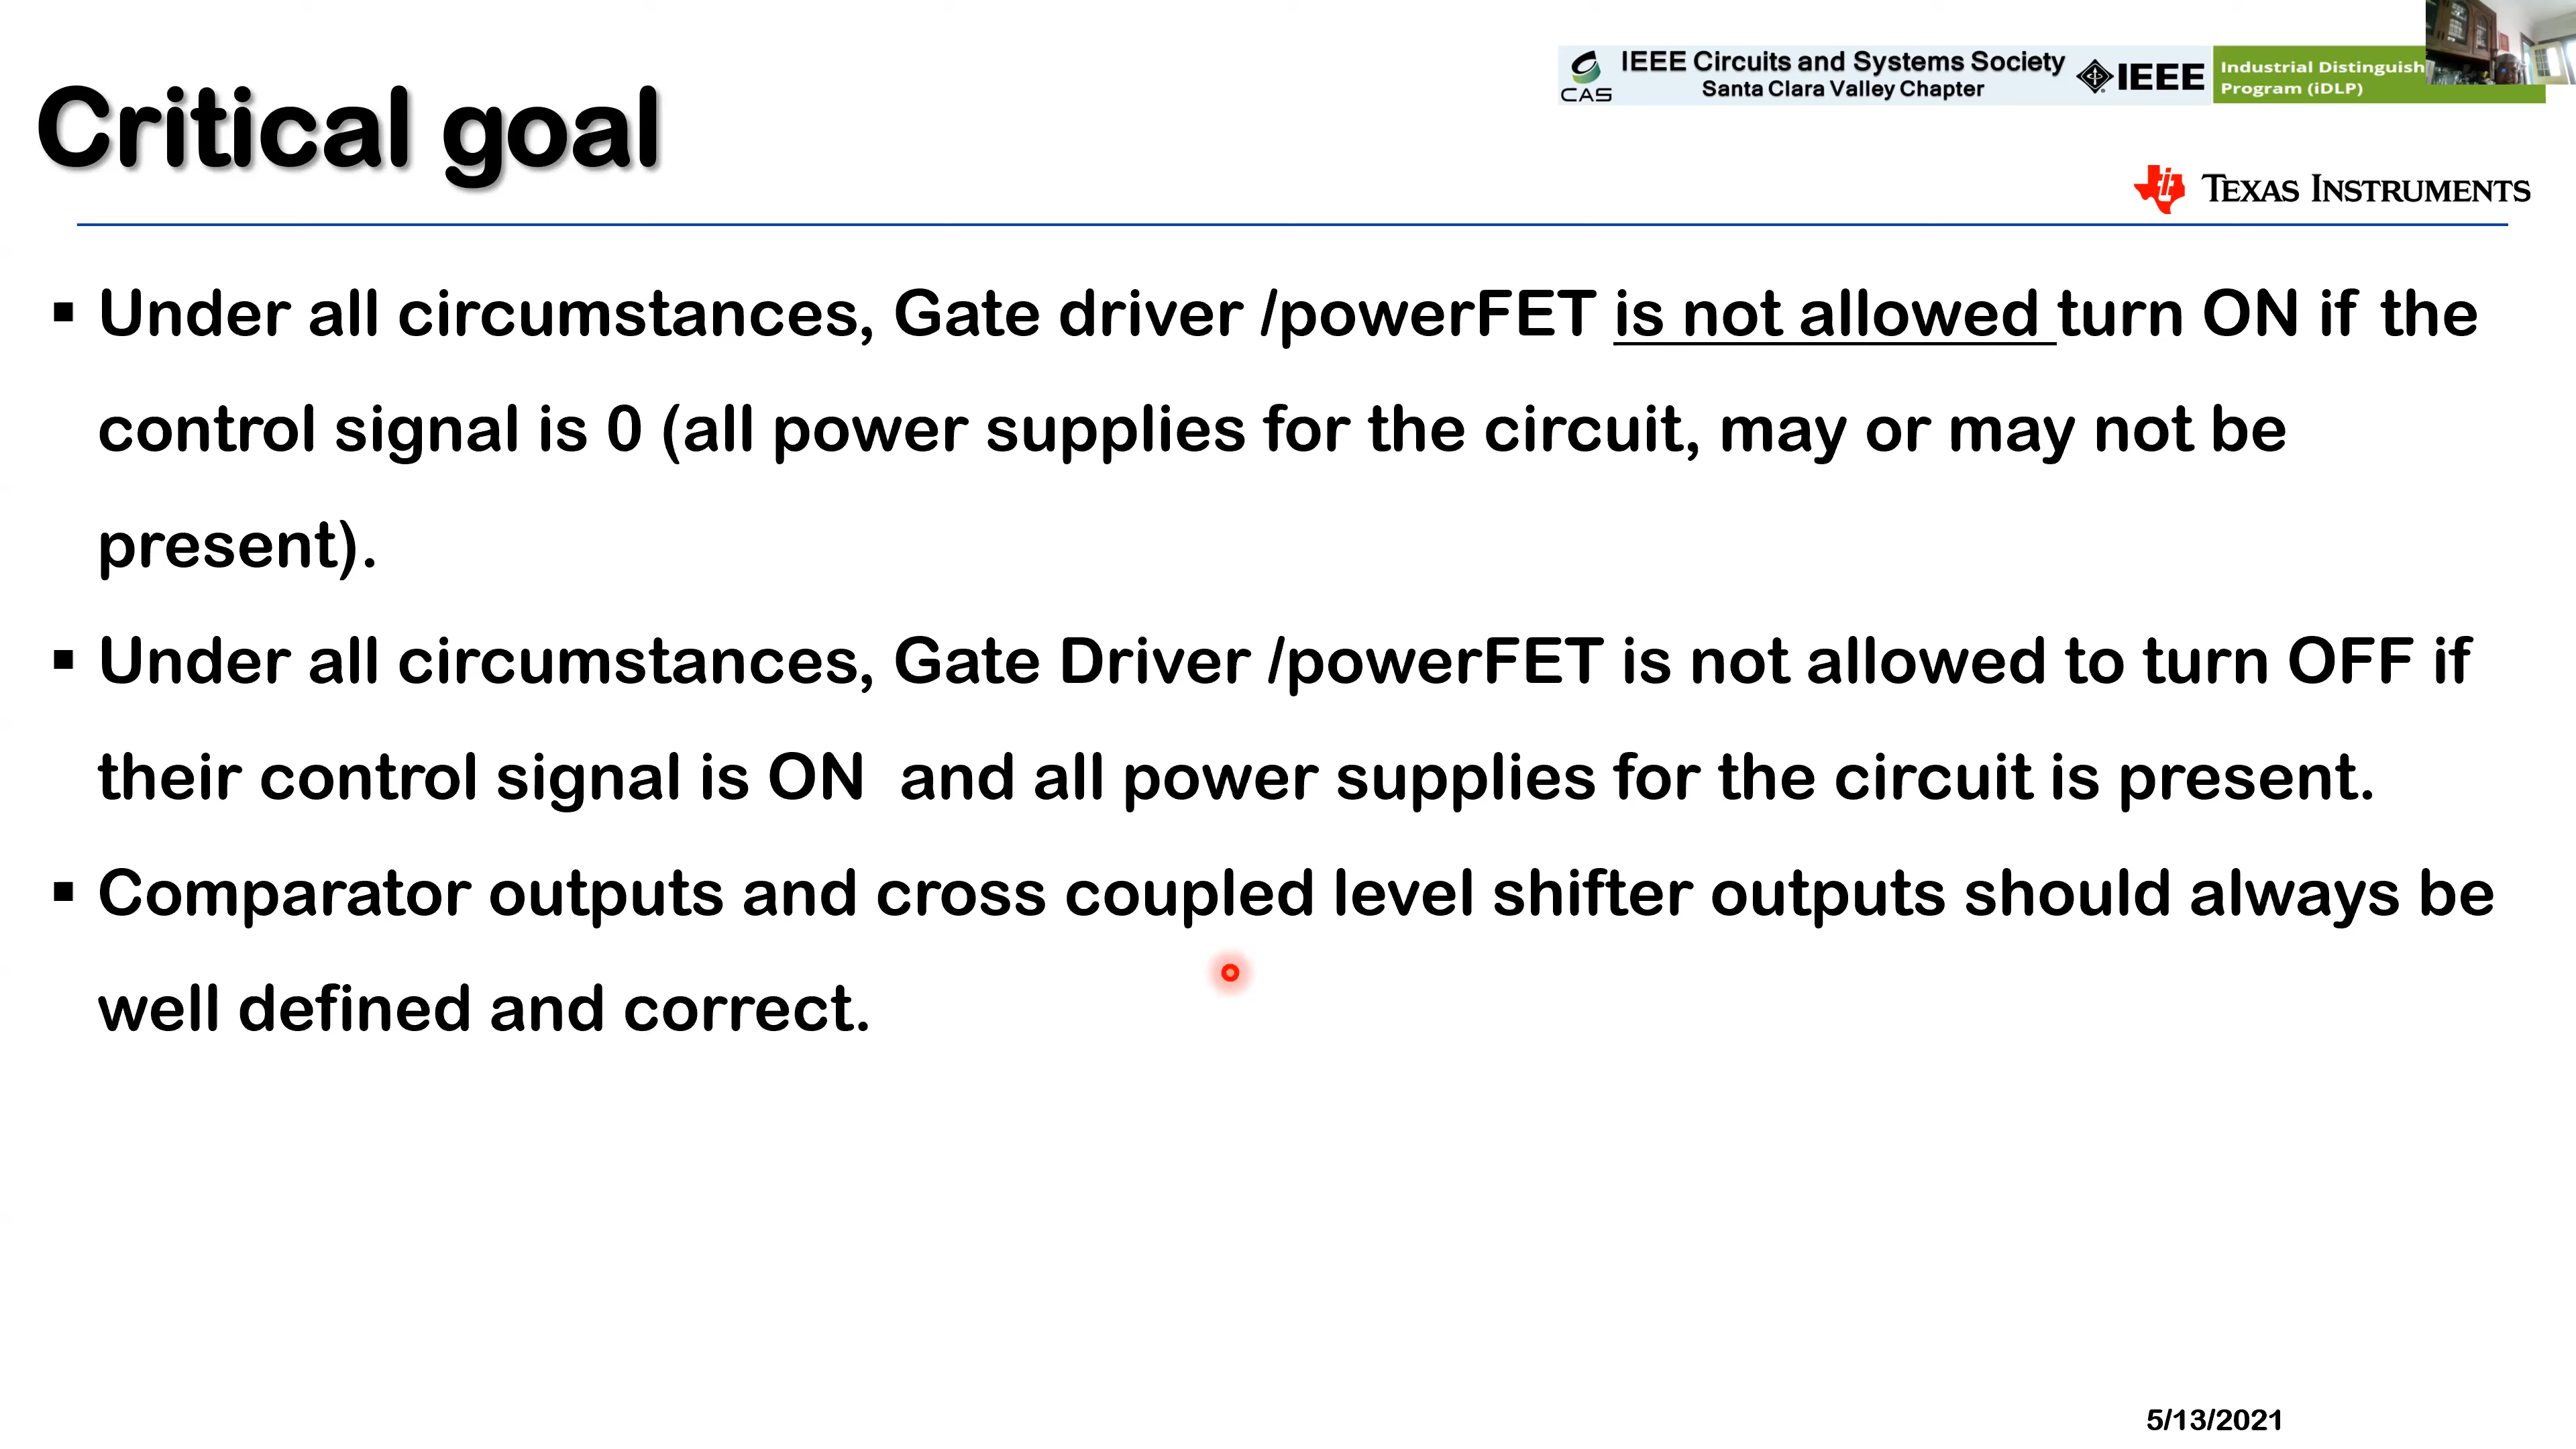 IEEE Circuits and Systems Society
Santa Clara Valley Chapter
CAS
IEEE
Industrial Distinguish
Program (iDLP)
Critical goal
TEXAS INSTRUMENTS
▪ Under all circumstances, Gate driver /powerFET is not allowed turn ON if the
control signal is 0 (all power supplies for the circuit, may or may not be
present).
▪ Under all circumstances, Gate Driver /powerFET is not allowed to turn OFF if
their control signal is ON and all power supplies for the circuit is present.
▪ Comparator outputs and cross coupled level shifter outputs should always be
well defined and correct.
5/13/2021